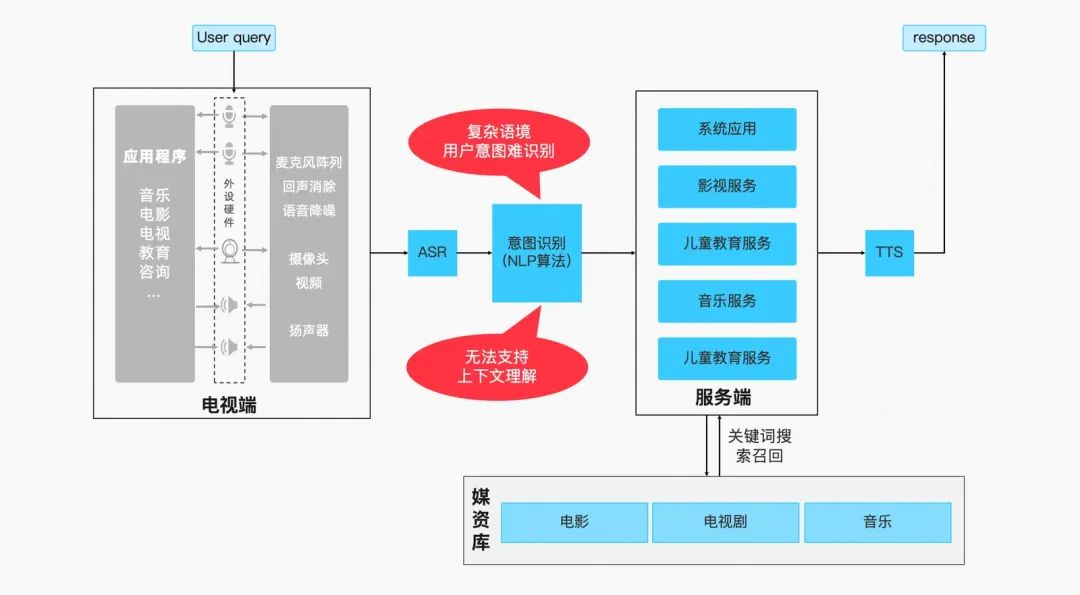 User query
response
应用程序
音乐
电影
电视
教育
咨询
...
外
设
硬
件
麦克风阵列
回声消除
语音降噪
摄像头
视频
扬声器
电视端
ASR
复杂语境
用户意图难识别
意图识别
（NLP算法）
无法支持
上下文理解
系统应用
影视服务
儿童教育服务
音乐服务
儿童教育服务
服务端
TTS
关键词搜
索召回
媒
资
库
电影
电视剧
音乐